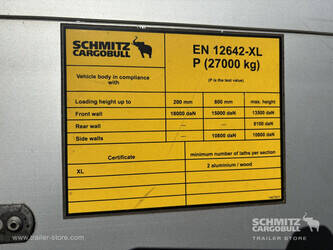 SCHMITZ
CARGOBULL
EN 12642-XL
P (27000 kg)
Vehicle body in compliance
with
(P is the test value)
Loading height up to 200 mm 800 mm max. height
Front wall 18000 daN 15000 daN 13500 daN
Rear wall --- --- 8100 daN
Side walls --- 10800 daN 10800 daN
Certificate minimum number of laths per section
XL 2 aluminium / wood
SCHMITZ
CARGOBULL
TRAILER STORE
www.trailer-store.com